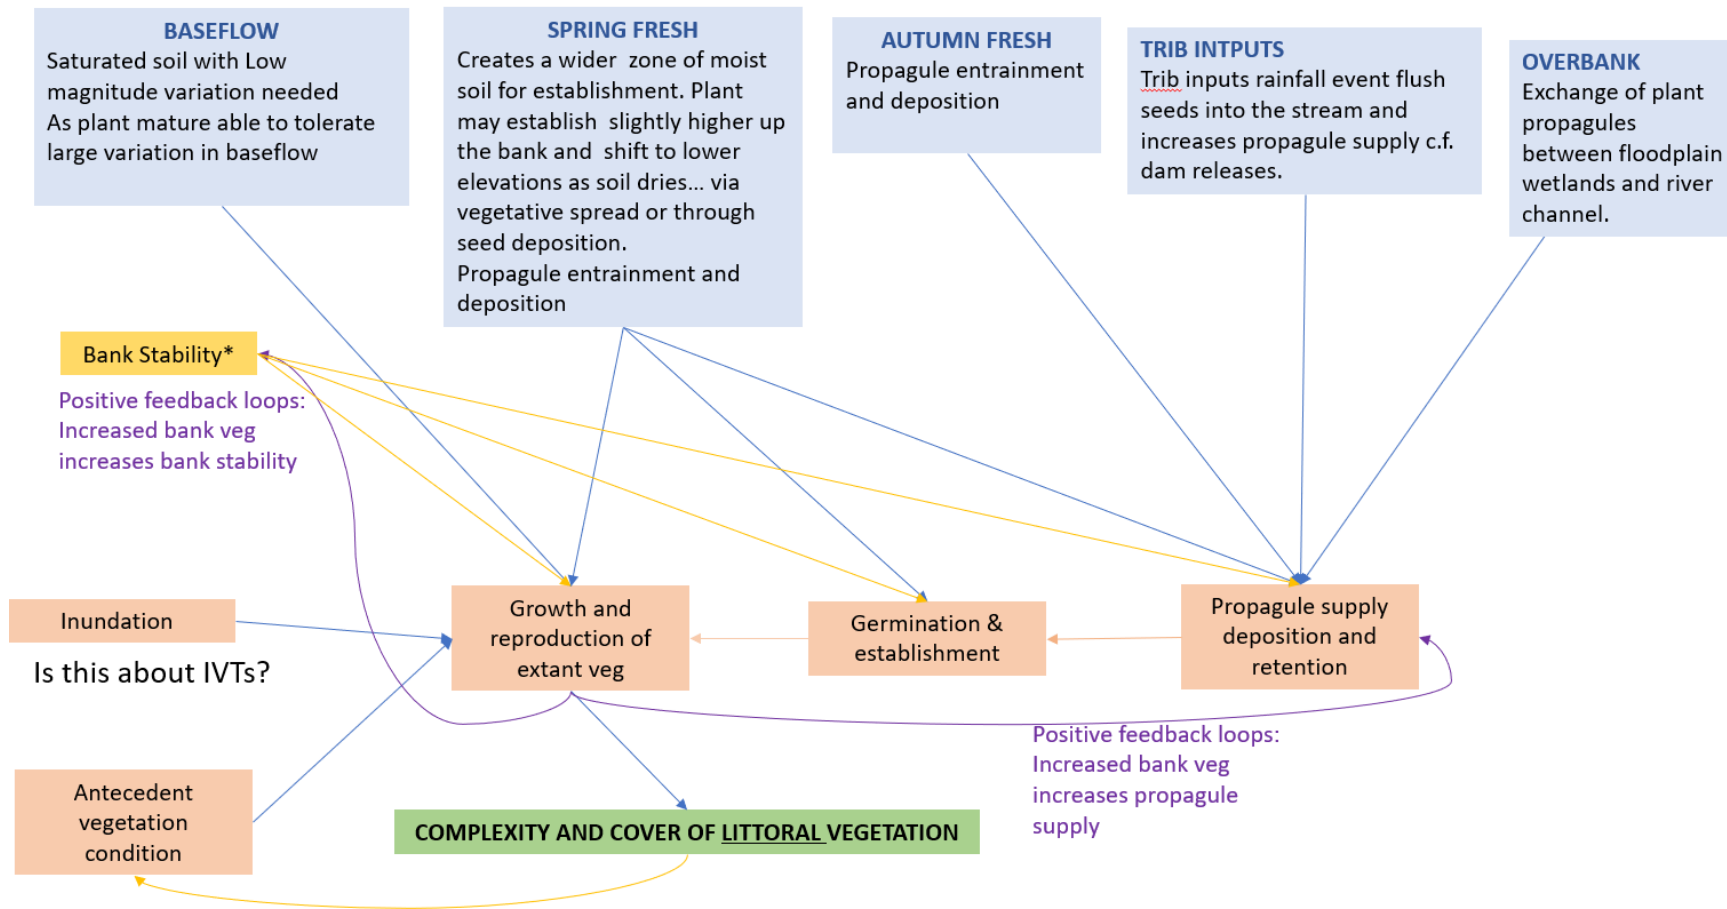 BASEFLOW
Saturated soil with Low
magnitude variation needed
As plant mature able to tolerate
large variation in baseflow
SPRING FRESH
Creates a wider zone of moist
soil for establishment. Plant
may establish slightly higher up
the bank and shift to lower
elevations as soil dries... via
vegetative spread or through
seed deposition.
Propagule entrainment and
deposition
AUTUMN FRESH
Propagule entrainment
and deposition
TRIB INTPUTS
Trib inputs rainfall event flush
seeds into the stream and
increases propagule supply c.f.
dam releases.
OVERBANK
Exchange of plant
propagules
between floodplain
wetlands and river
channel.
Bank Stability*
Positive feedback loops:
Increased bank veg
increases bank stability
Inundation
Is this about IVTs?
Growth and
reproduction of
extant veg
Germination &
establishment
Propagule supply
deposition and
retention
Positive feedback loops:
Increased bank veg
increases propagule
supply
Antecedent
vegetation
condition
COMPLEXITY AND COVER OF LITTORAL VEGETATION